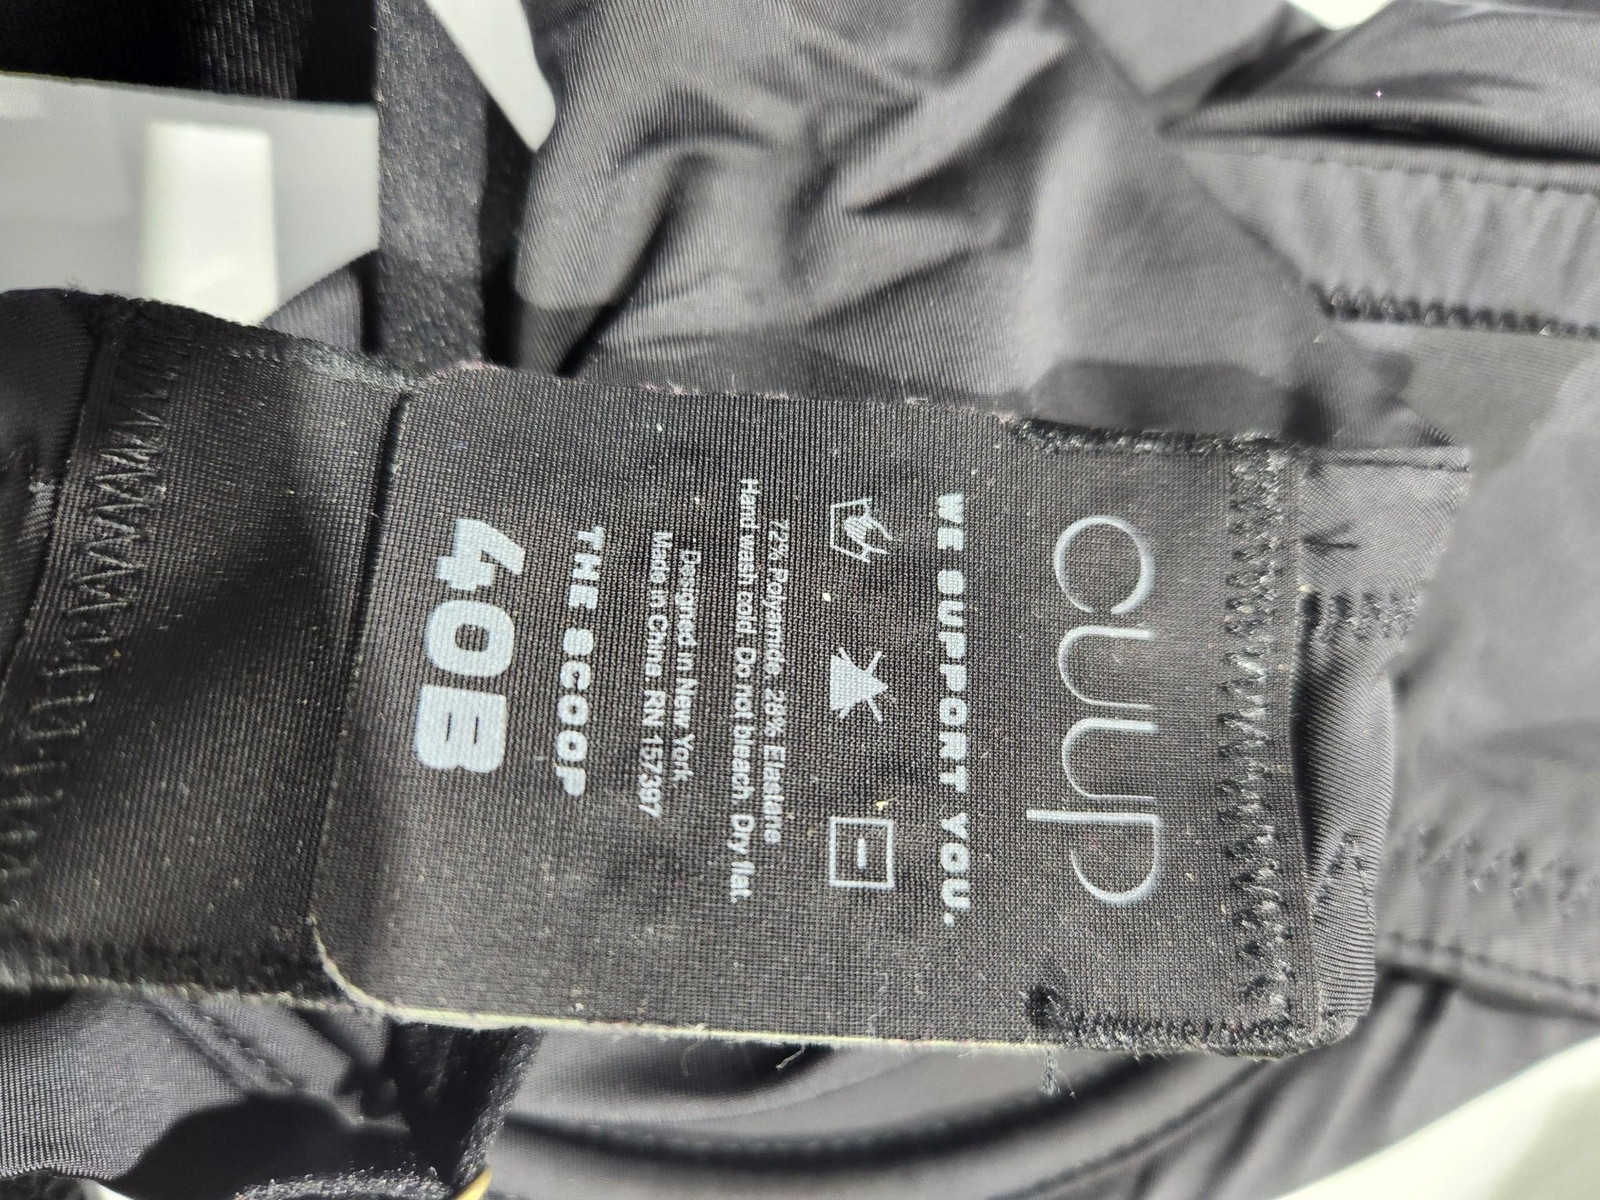 cuup
WE SUPPORT YOU.
72% Polyamide, 28% Elastane
Hand wash cold. Do not bleach. Dry flat.
Designed in New York.
Made in China RN 157397
THE SCOOP
40B